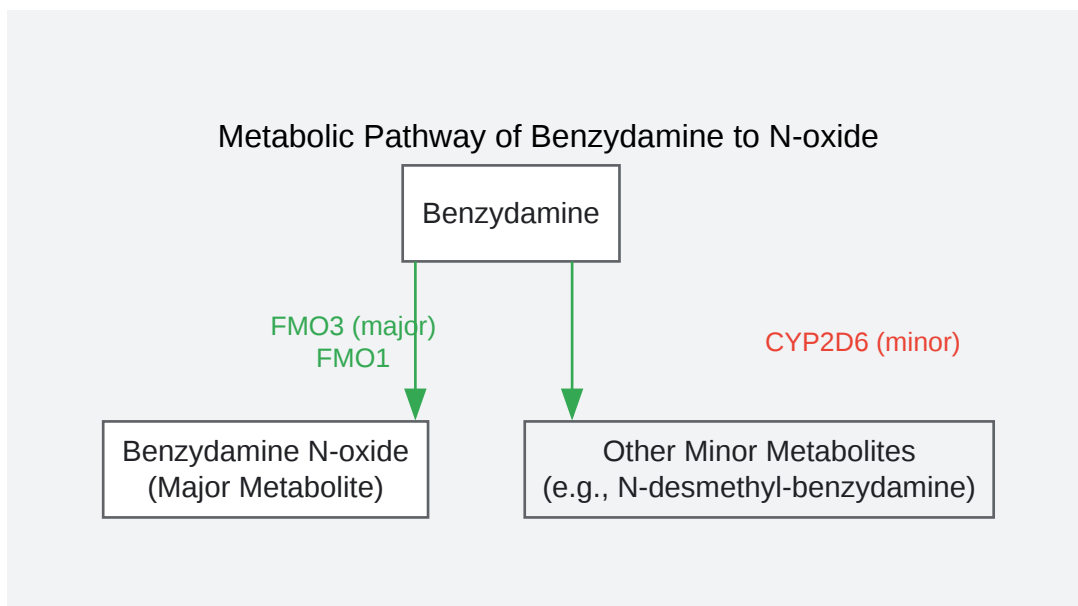 Metabolic Pathway of Benzydamine to N-oxide
Benzydamine
FMO3 (major)
FMO1
CYP2D6 (minor)
Benzydamine N-oxide
(Major Metabolite)
Other Minor Metabolites
(e.g., N-desmethyl-benzydamine)